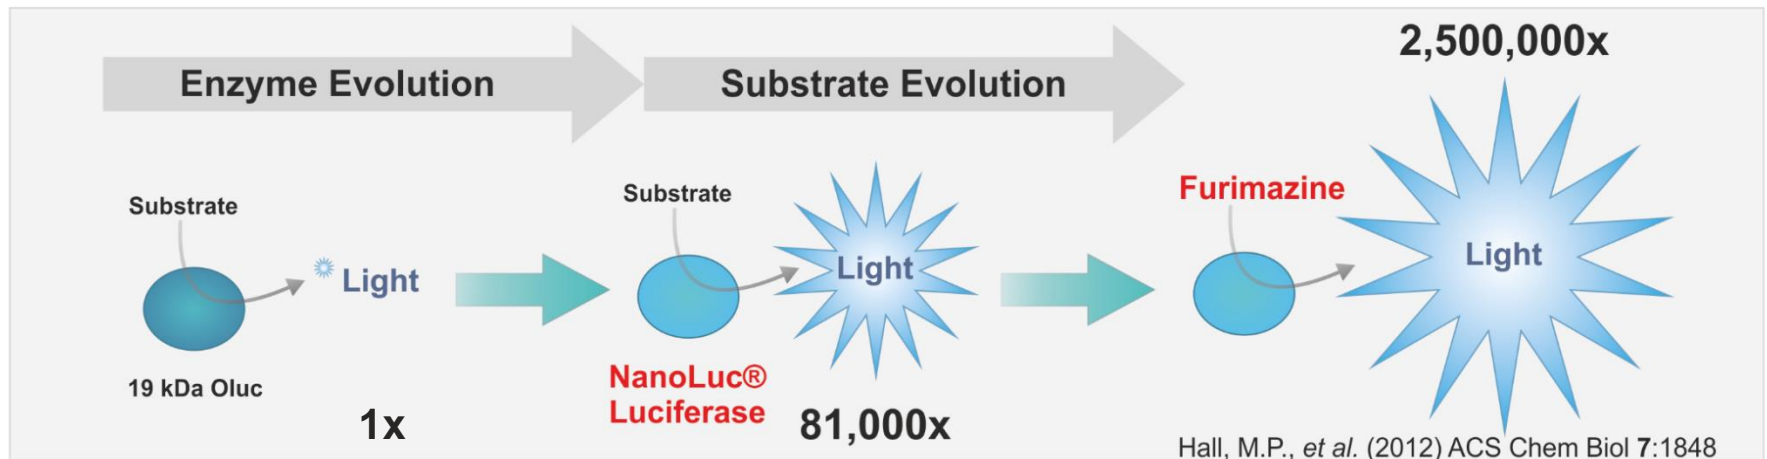 Enzyme Evolution
Substrate Evolution
2,500,000x
Substrate
Light
19 kDa Oluc
1x
Substrate
Light
NanoLuc®
Luciferase
81,000x
Furimazine
Light
Hall, M.P., et al. (2012) ACS Chem Biol 7:1848